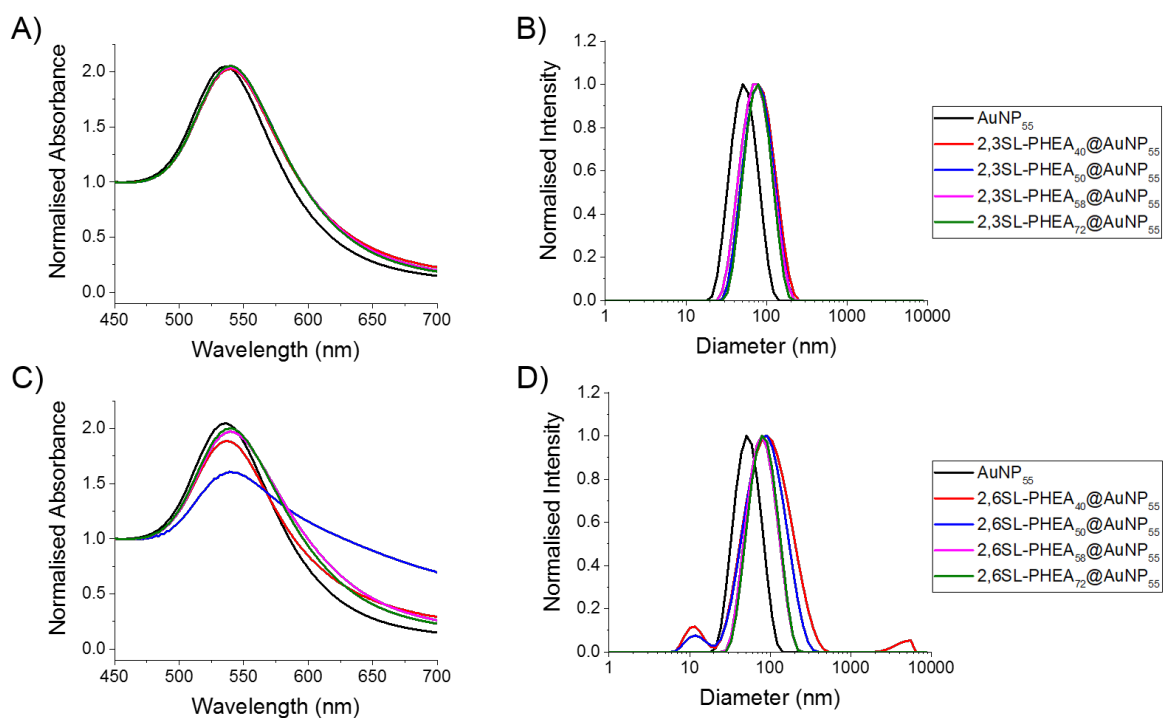 A)
Normalised Absorbance
2.0
1.5
1.0
0.5
0.0
450 500 550 600 650 700
Wavelength (nm)
B)
Normalised Intensity
1.2
1.0
0.8
0.6
0.4
0.2
0.0
1 10 100 1000 10000
Diameter (nm)
AuNP55
2,3SL-PHEA40@AuNP55
2,3SL-PHEA50@AuNP55
2,3SL-PHEA58@AuNP55
2,3SL-PHEA72@AuNP55
C)
Normalised Absorbance
2.0
1.5
1.0
0.5
0.0
450 500 550 600 650 700
Wavelength (nm)
D)
Normalised Intensity
1.2
1.0
0.8
0.6
0.4
0.2
0.0
1 10 100 1000 10000
Diameter (nm)
AuNP55
2,6SL-PHEA40@AuNP55
2,6SL-PHEA50@AuNP55
2,6SL-PHEA58@AuNP55
2,6SL-PHEA72@AuNP55